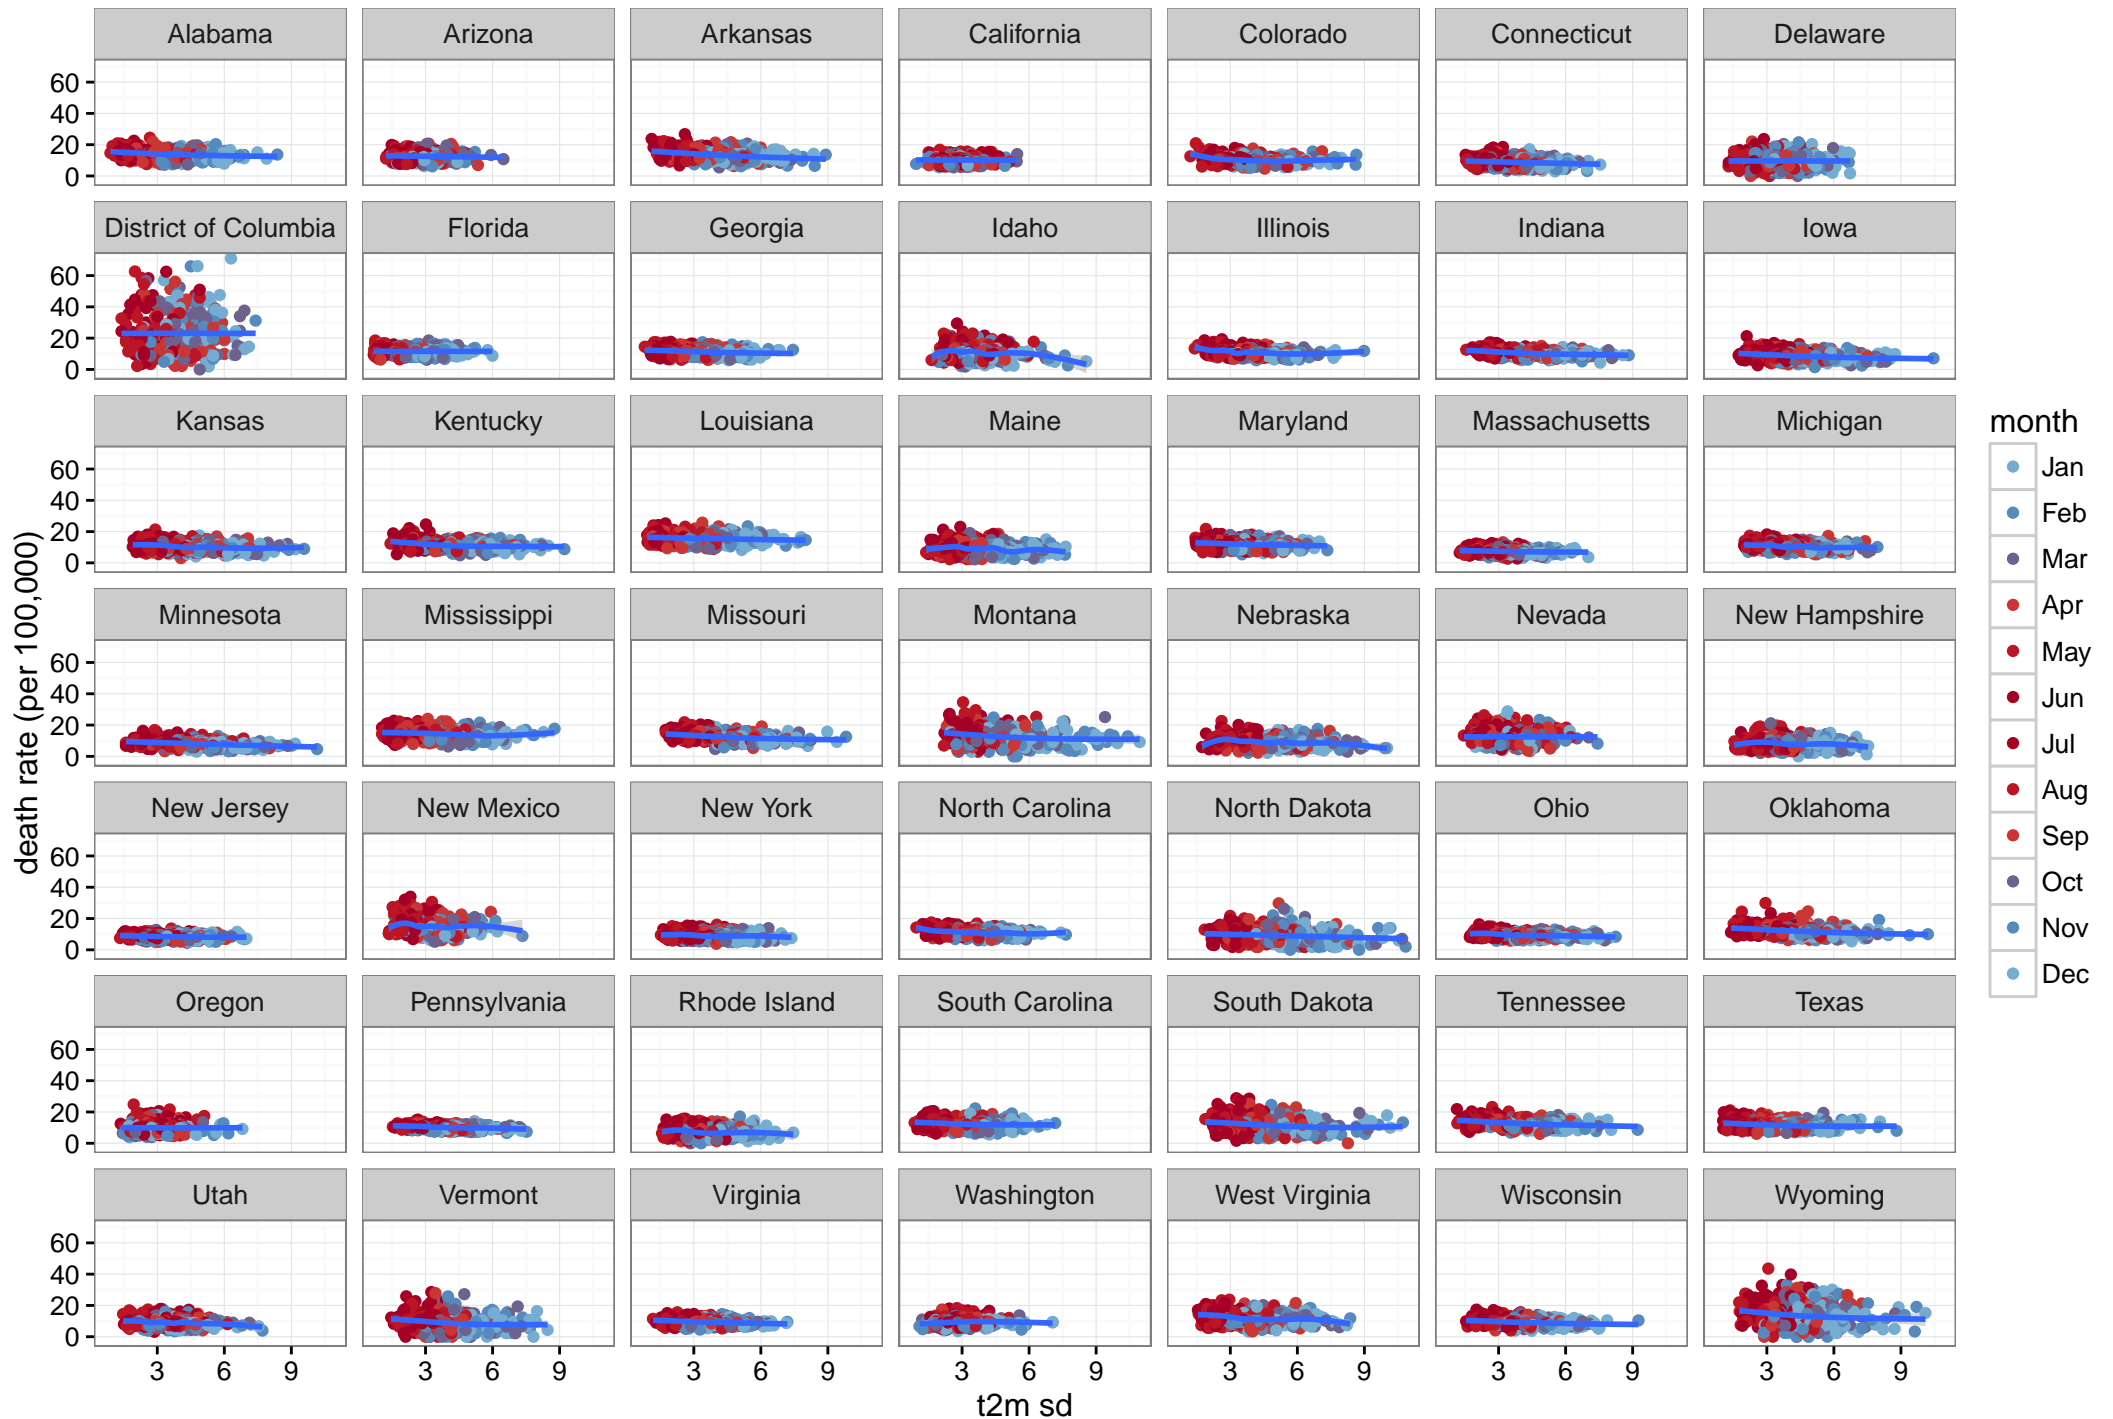 Alabama Arizona Arkansas California Colorado Connecticut Delaware
60
40
20
0
District of Columbia Florida Georgia Idaho Illinois Indiana Iowa
60
40
20
0
Kansas Kentucky Louisiana Maine Maryland Massachusetts Michigan
60
40
20
0
Minnesota Mississippi Missouri Montana Nebraska Nevada New Hampshire
60
40
20
0
New Jersey New Mexico New York North Carolina North Dakota Ohio Oklahoma
60
40
20
0
Oregon Pennsylvania Rhode Island South Carolina South Dakota Tennessee Texas
60
40
20
0
Utah Vermont Virginia Washington West Virginia Wisconsin Wyoming
60
40
20
0
3 6 9 3 6 9 3 6 9 3 6 9 3 6 9 3 6 9 3 6 9
t2m sd
death rate (per 100,000)
month
Jan
Feb
Mar
Apr
May
Jun
Jul
Aug
Sep
Oct
Nov
Dec